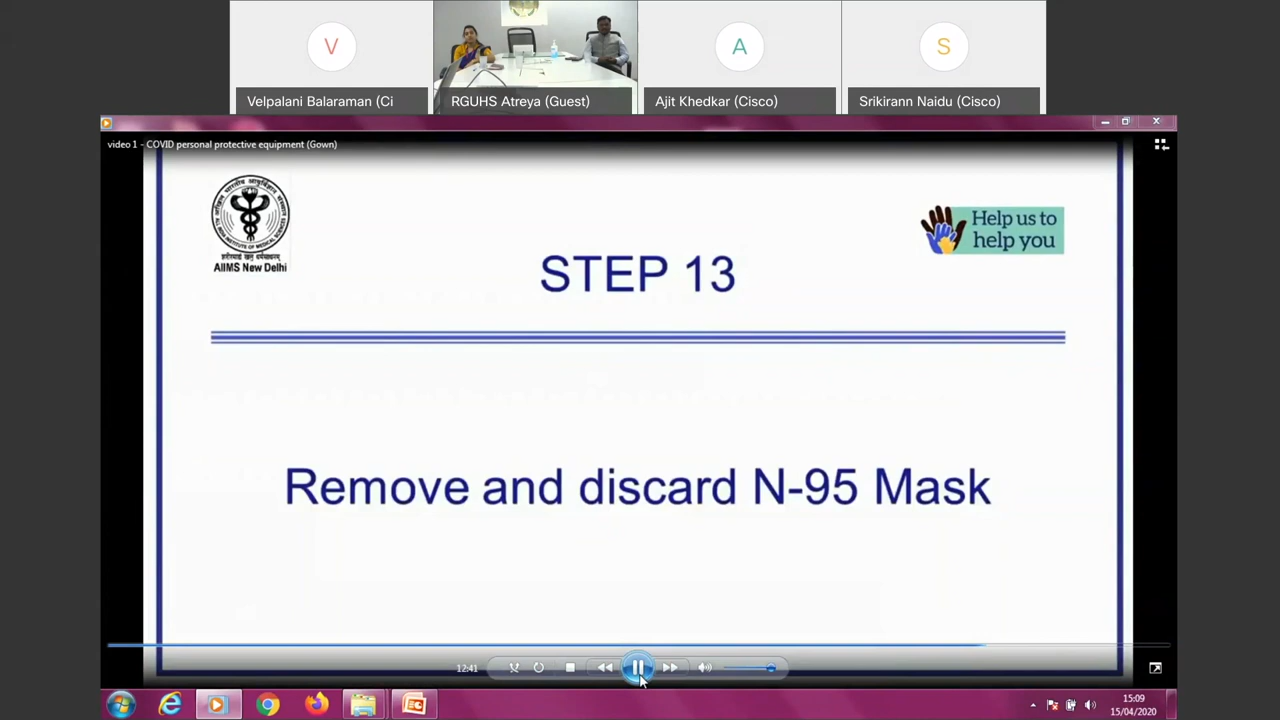 V
A
S
Velpalani Balaraman (Ci
RGUHS Atreya (Guest)
Ajit Khedkar (Cisco)
Srikirann Naidu (Cisco)
video 1 - COVID personal protective equipment (Gown)
AIIMS New Delhi
Help us to
help you
STEP 13
Remove and discard N-95 Mask
12:41
15:09
15/04/2020